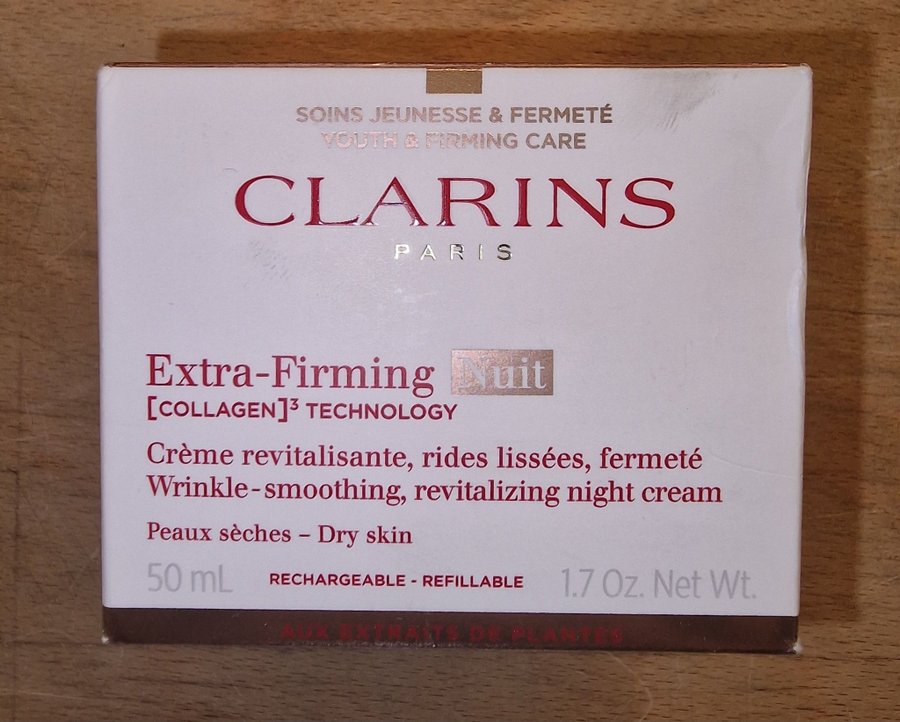 SOINS JEUNESSE & FERMETÉ
YOUTH & FIRMING CARE
CLARINS
PARIS
Extra-Firming Nuit
[COLLAGEN]³ TECHNOLOGY
Crème revitalisante, rides lissées, fermeté
Wrinkle-smoothing, revitalizing night cream
Peaux sèches – Dry skin
50 mL RECHARGEABLE - REFILLABLE 1.7 Oz. Net Wt.
AUX EXTRAITS DE PLANTES